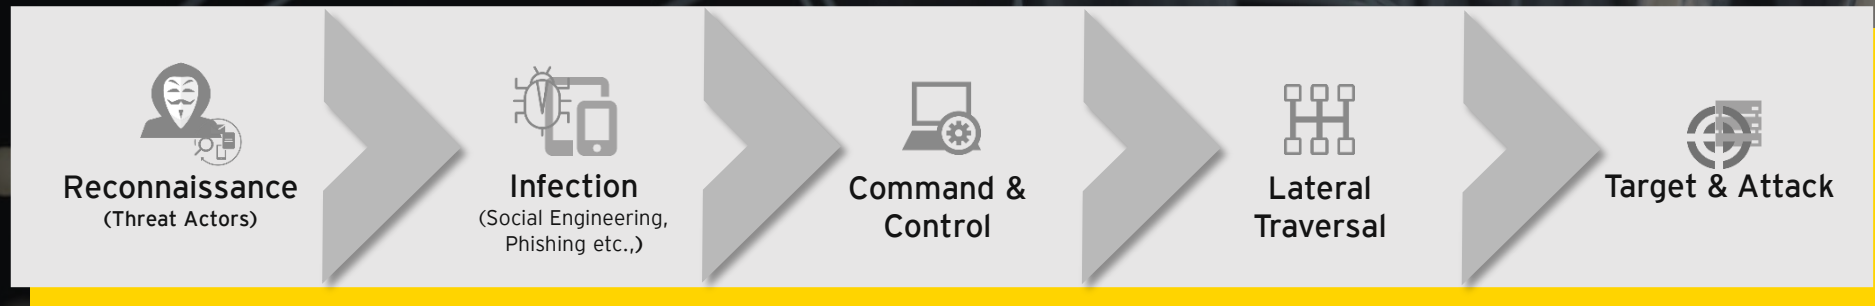 Reconnaissance
(Threat Actors)
Infection
(Social Engineering,
Phishing etc.,)
Command &
Control
Lateral
Traversal
Target & Attack